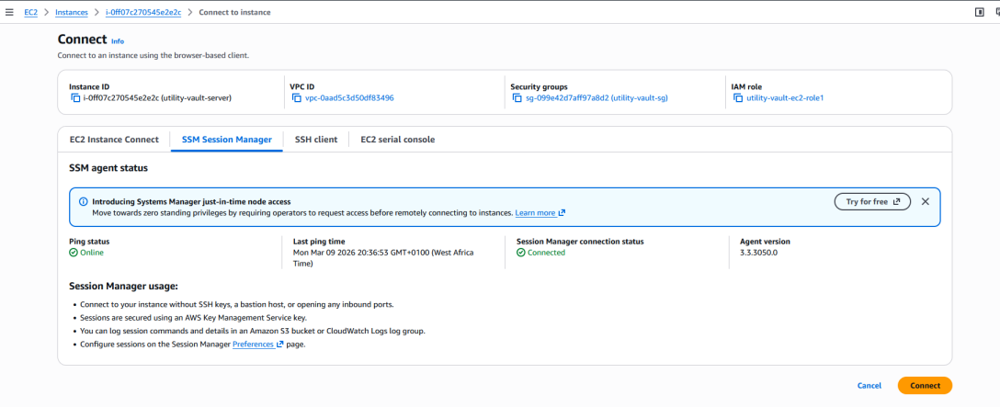 EC2 > Instances > i-0ff07c270545e2e2c > Connect to instance
Connect Info
Connect to an instance using the browser-based client.
Instance ID
i-0ff07c270545e2e2c (utility-vault-server)
VPC ID
vpc-0aad5c3d50df83496
Security groups
sg-099e42d7aff97a8d2 (utility-vault-sg)
IAM role
utility-vault-ec2-role1
EC2 Instance Connect
SSM Session Manager
SSH client
EC2 serial console
SSM agent status
Introducing Systems Manager just-in-time node access
Move towards zero standing privileges by requiring operators to request access before remotely connecting to instances. Learn more
Try for free
Ping status
Online
Last ping time
Mon Mar 09 2026 20:36:53 GMT+0100 (West Africa
Time)
Session Manager connection status
Connected
Agent version
3.3.3050.0
Session Manager usage:
• Connect to your instance without SSH keys, a bastion host, or opening any inbound ports.
• Sessions are secured using an AWS Key Management Service key.
• You can log session commands and details in an Amazon S3 bucket or CloudWatch Logs log group.
• Configure sessions on the Session Manager Preferences page.
Cancel
Connect